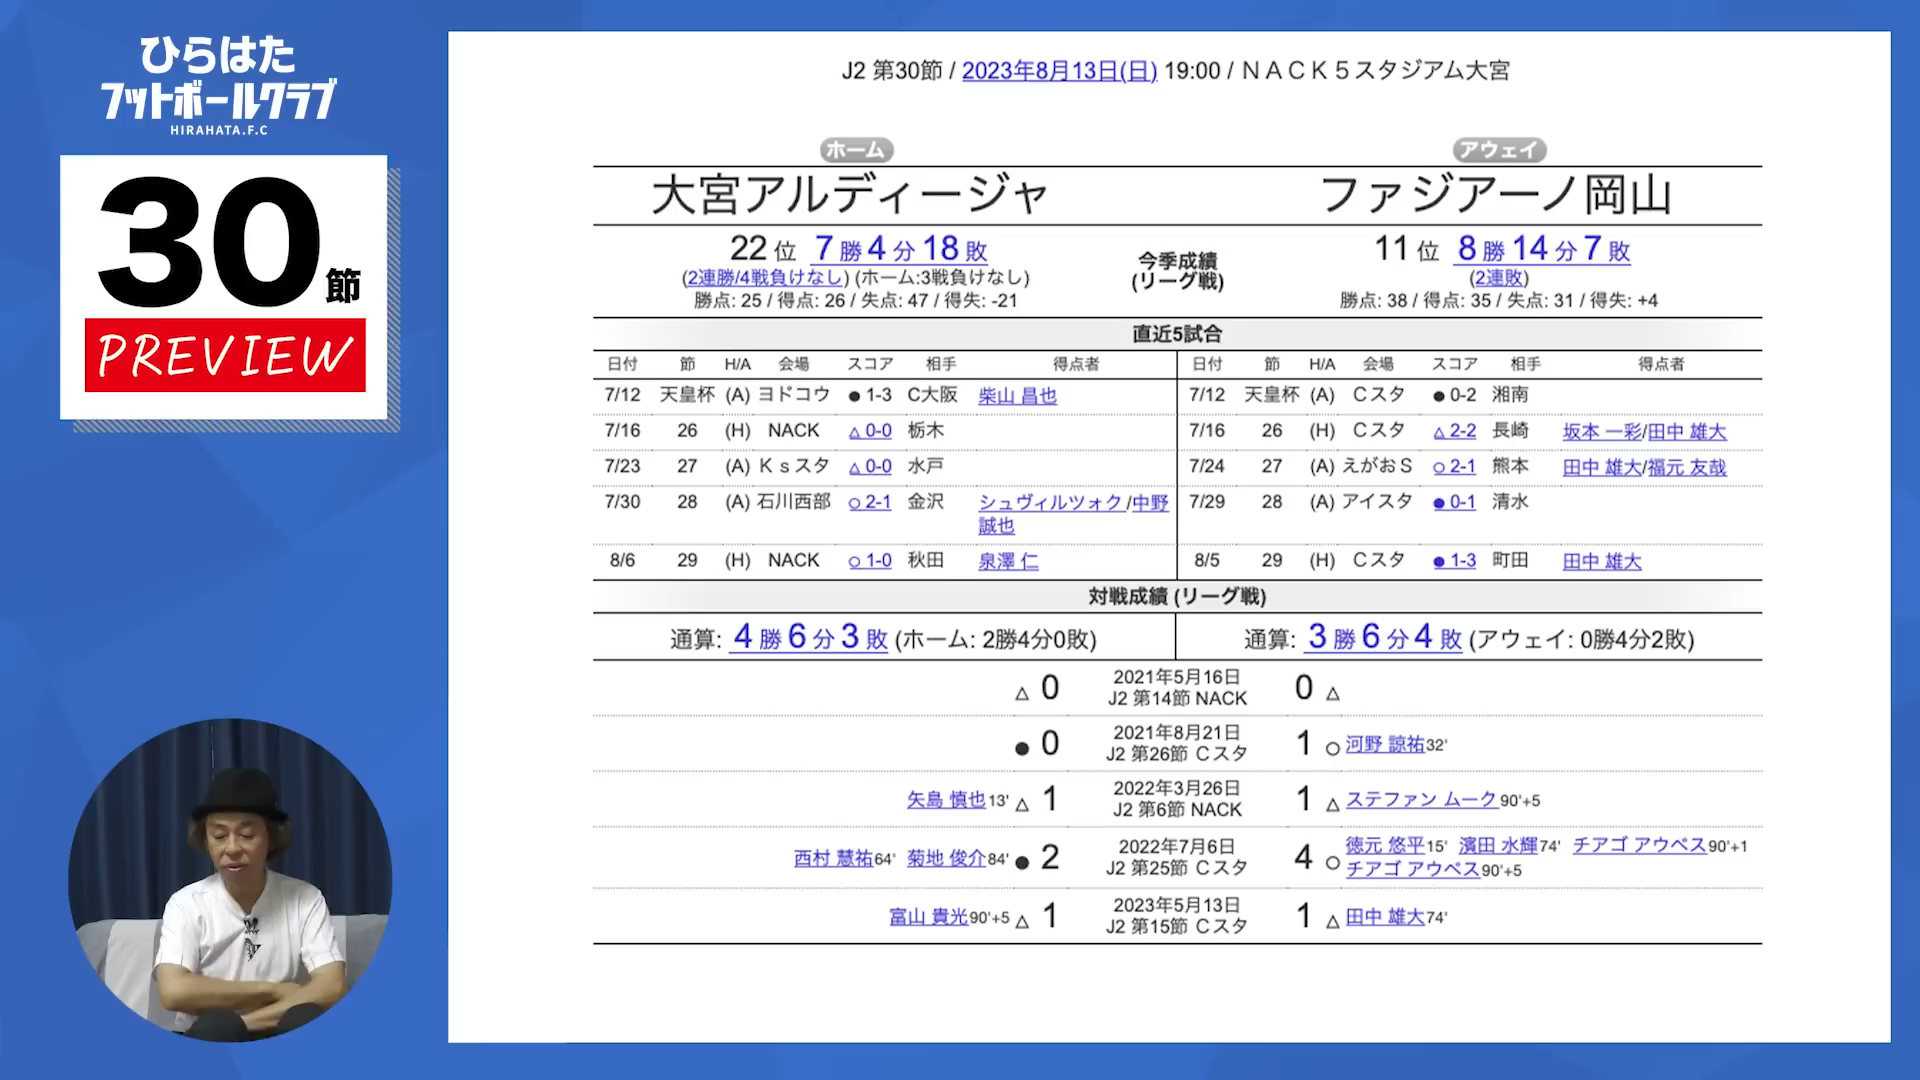 ひらはた
フットボールクラブ
HIRAHATA.F.C
30節
PREVIEW
J2 第30節 / 2023年8月13日(日) 19:00 / NACK5スタジアム大宮
ホーム アウェイ
大宮アルディージャ ファジアーノ岡山
22位 7勝4分18敗 今季成績 (リーグ戦) 11位 8勝14分7敗
(2連勝/4戦負けなし) (ホーム:3戦負けなし) (2連敗)
勝点: 25 / 得点: 26 / 失点: 47 / 得失: -21 勝点: 38 / 得点: 35 / 失点: 31 / 得失: +4
直近5試合
日付 節 H/A 会場 スコア 相手 得点者 日付 節 H/A 会場 スコア 相手 得点者
7/12 天皇杯 (A) ヨドコウ ●1-3 C大阪 柴山 昌也 7/12 天皇杯 (A) Cスタ ●0-2 湘南
7/16 26 (H) NACK △0-0 栃木 7/16 26 (H) Cスタ △2-2 長崎 坂本 一彩/田中 雄大
7/23 27 (A) Ksスタ △0-0 水戸 7/24 27 (A) えがおS ○2-1 熊本 田中 雄大/福元 友哉
7/30 28 (A) 石川西部 ○2-1 金沢 シュヴィルツォク/中野 誠也 7/29 28 (A) アイスタ ●0-1 清水
8/6 29 (H) NACK ○1-0 秋田 泉澤 仁 8/5 29 (H) Cスタ ●1-3 町田 田中 雄大
対戦成績 (リーグ戦)
通算: 4勝6分3敗 (ホーム: 2勝4分0敗) 通算: 3勝6分4敗 (アウェイ: 0勝4分2敗)
△ 0 2021年5月16日 J2 第14節 NACK 0 △
● 0 2021年8月21日 J2 第26節 Cスタ 1 ○ 河野 諒祐32'
矢島 慎也13' △ 1 2022年3月26日 J2 第6節 NACK 1 △ ステファン ムーク90'+5
西村 慧祐64' 菊地 俊介84' ● 2 2022年7月6日 J2 第25節 Cスタ 4 ○ 徳元 悠平15' 濱田 水輝74' チアゴ アウベス90'+1 チアゴ アウベス90'+5
富山 貴光90'+5 △ 1 2023年5月13日 J2 第15節 Cスタ 1 △ 田中 雄大74'